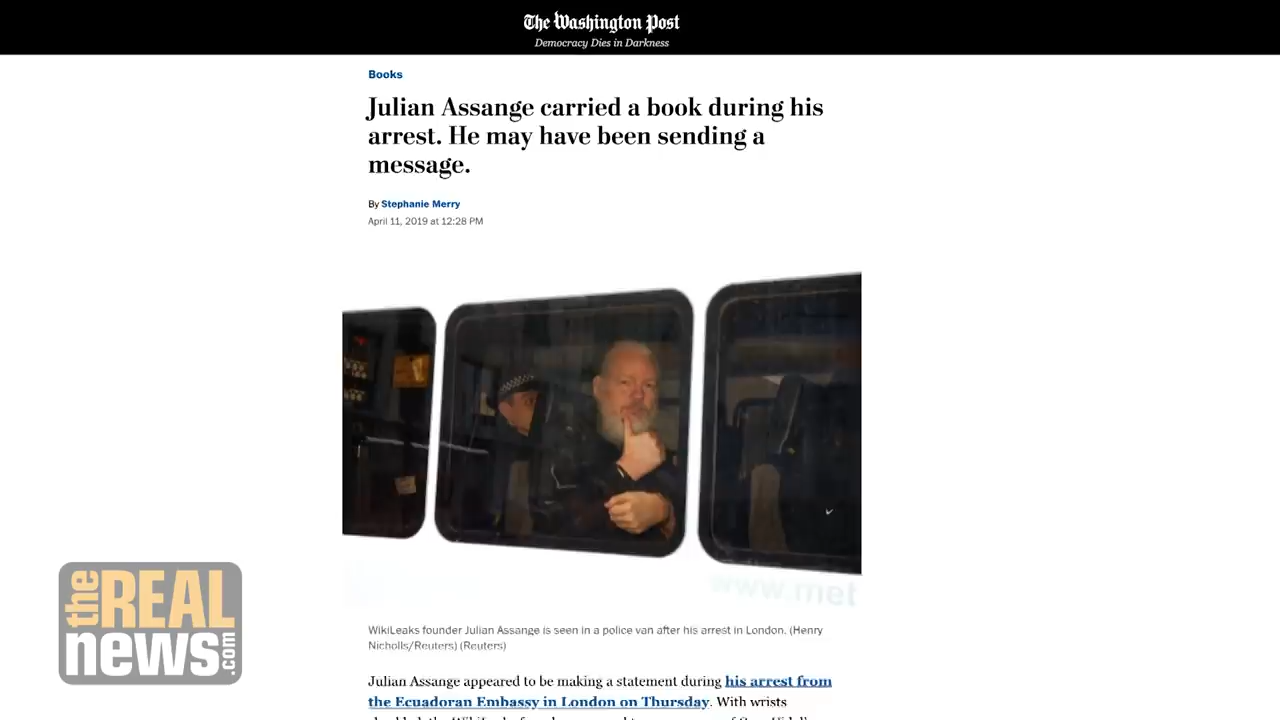 The Washington Post
Democracy Dies in Darkness
Books
Julian Assange carried a book during his
arrest. He may have been sending a
message.
By Stephanie Merry
April 11, 2019 at 12:28 PM
www.met
WikiLeaks founder Julian Assange is seen in a police van after his arrest in London. (Henry
Nicholls/Reuters) (Reuters)
the REAL
news.com
Julian Assange appeared to be making a statement during his arrest from
the Ecuadoran Embassy in London on Thursday. With wrists